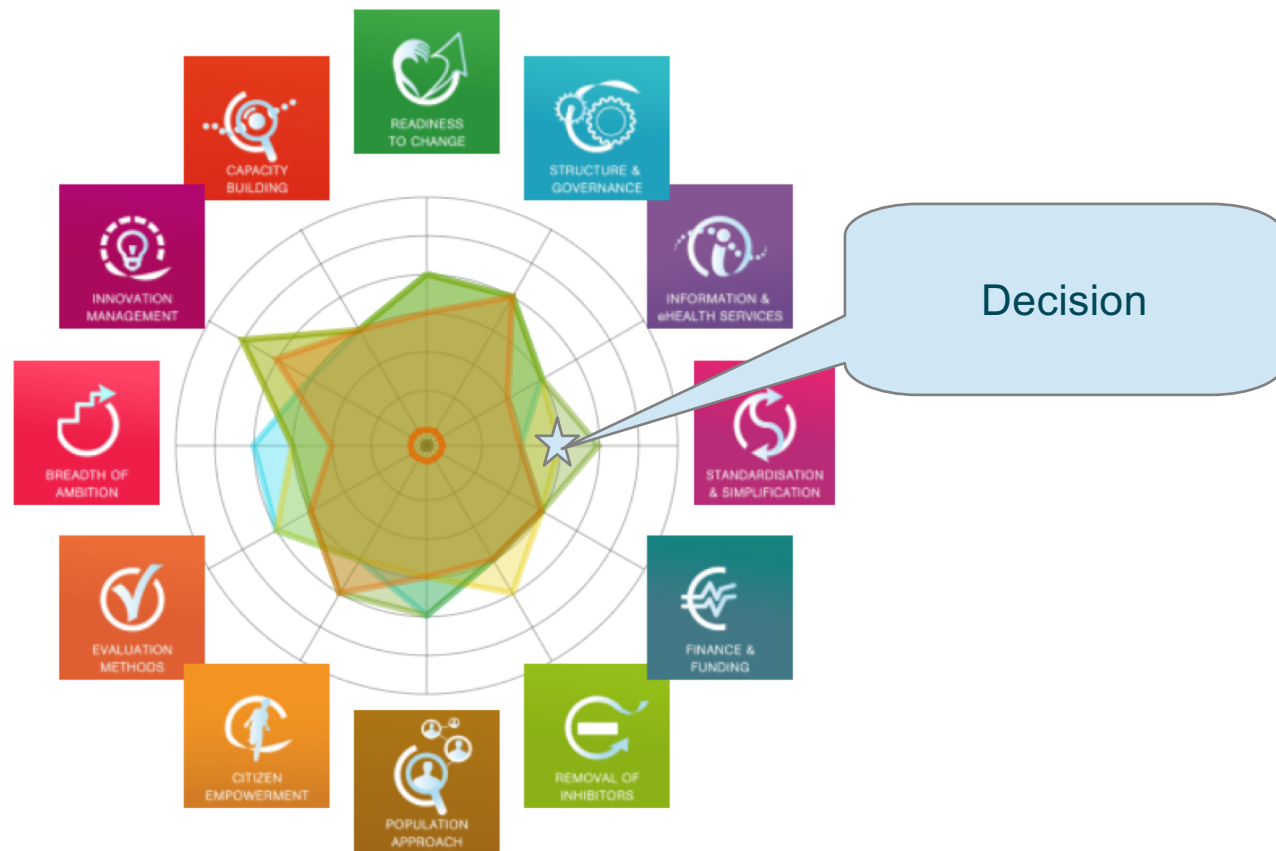 READINESS
TO CHANGE
STRUCTURE &
GOVERNANCE
INFORMATION &
eHEALTH SERVICES
STANDARDISATION
& SIMPLIFICATION
FINANCE &
FUNDING
REMOVAL OF
INHIBITORS
POPULATION
APPROACH
CITIZEN
EMPOWERMENT
EVALUATION
METHODS
BREADTH OF
AMBITION
INNOVATION
MANAGEMENT
CAPACITY
BUILDING
Decision